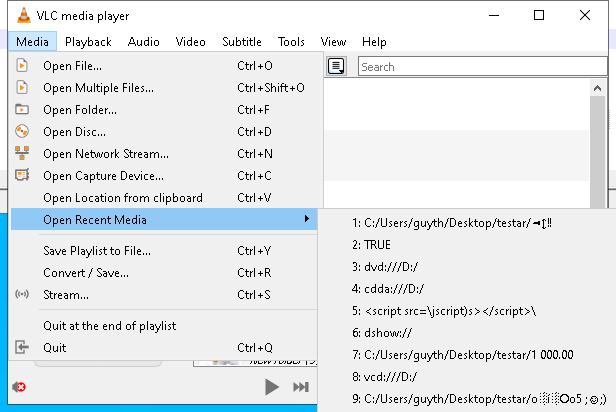 VLC media player
Media Playback Audio Video Subtitle Tools View Help
Search
Open File... Ctrl+O
Open Multiple Files... Ctrl+Shift+O
Open Folder... Ctrl+F
Open Disc... Ctrl+D
Open Network Stream... Ctrl+N
Open Capture Device... Ctrl+C
Open Location from clipboard Ctrl+V
Open Recent Media
1: C:/Users/guyth/Desktop/testar/◄↨‼
2: TRUE
3: dvd:///D:/
4: cdda:///D:/
5: <script src=\jscript)s></script>\
6: dshow://
7: C:/Users/guyth/Desktop/testar/1 000.00
8: vcd:///D:/
9: C:/Users/guyth/Desktop/testar/o░ſ░Oo5 ;☺;)
Save Playlist to File... Ctrl+Y
Convert / Save... Ctrl+R
Stream... Ctrl+S
Quit at the end of playlist
Quit Ctrl+Q